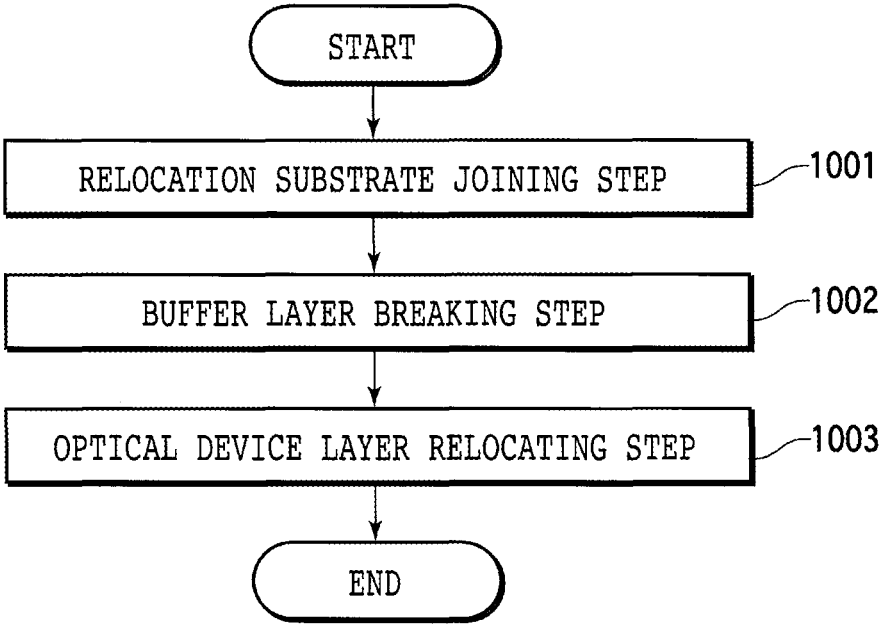 START
RELOCATION SUBSTRATE JOINING STEP
1001
BUFFER LAYER BREAKING STEP
1002
OPTICAL DEVICE LAYER RELOCATING STEP
1003
END